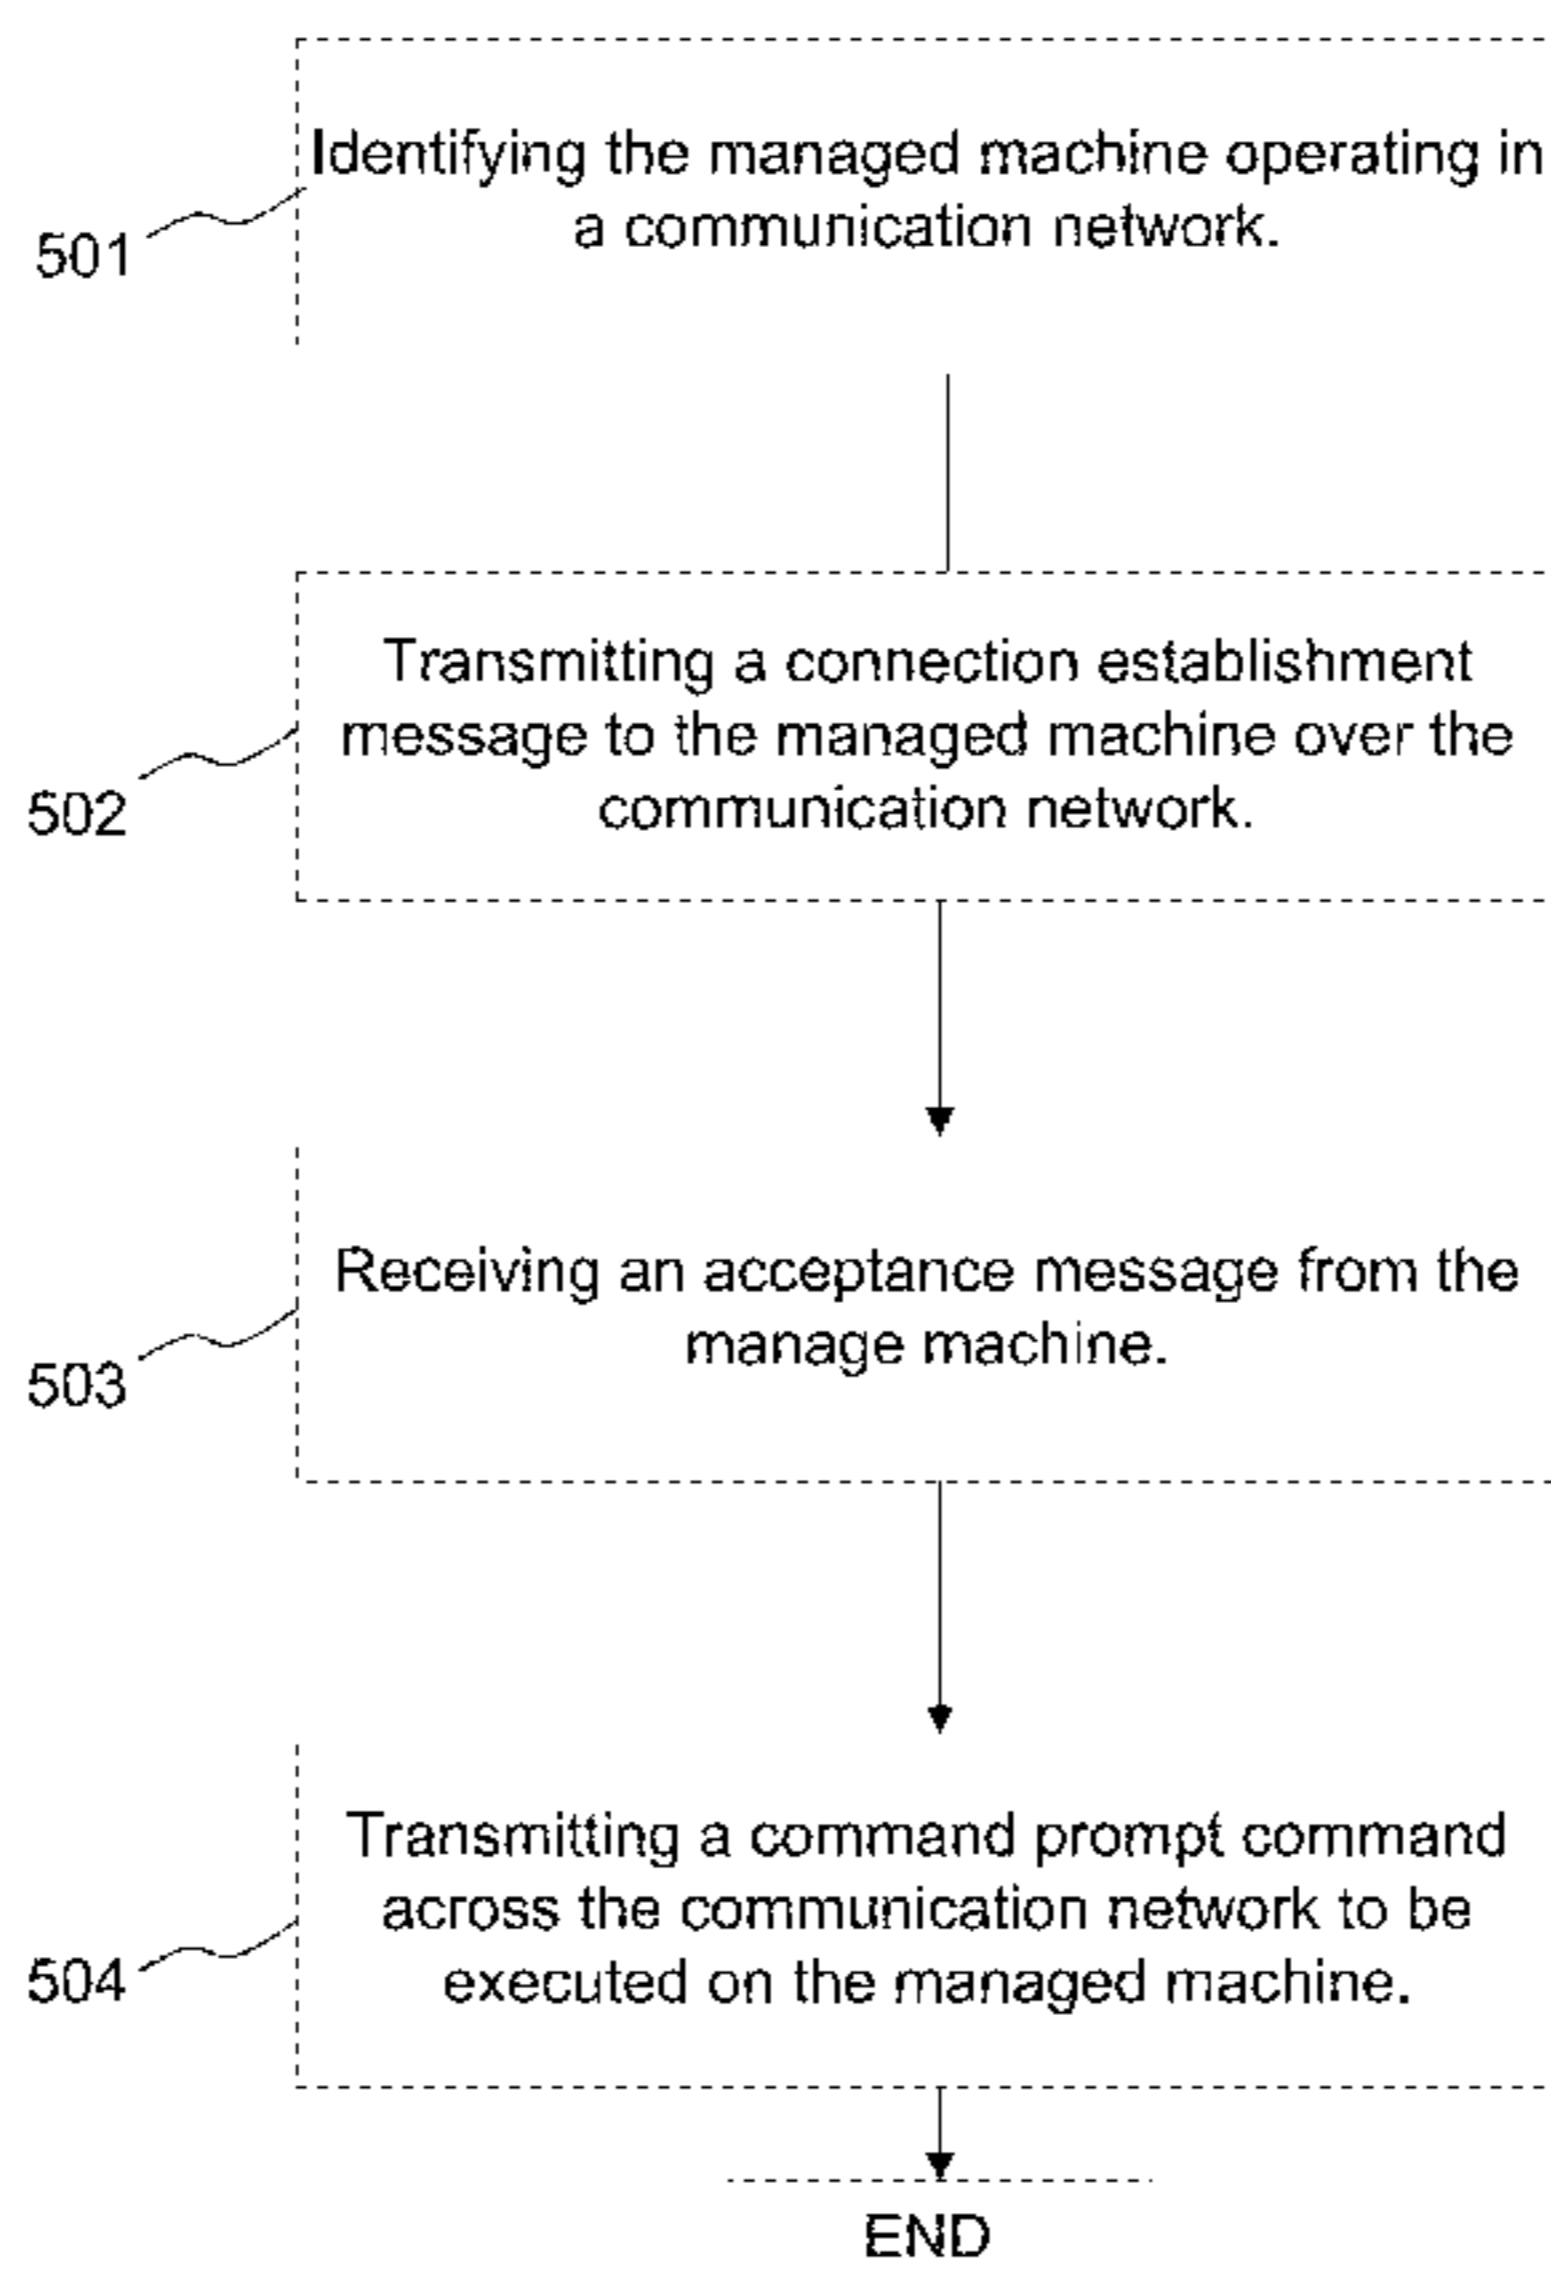 Identifying the managed machine operating in
a communication network.
501
Transmitting a connection establishment
message to the managed machine over the
communication network.
502
Receiving an acceptance message from the
manage machine.
503
Transmitting a command prompt command
across the communication network to be
executed on the managed machine.
504
END